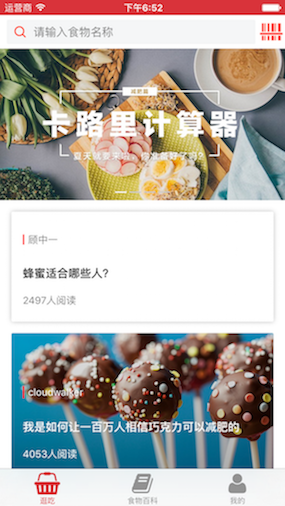 运营商 下午6:52
请输入食物名称
减肥篇
卡路里计算器
夏天就要来啦，你准备好了吗？
顾中一
蜂蜜适合哪些人？
2497人阅读
cloudwalker
我是如何让一百万人相信巧克力可以减肥的
4053人阅读
逛吃 食物百科 我的